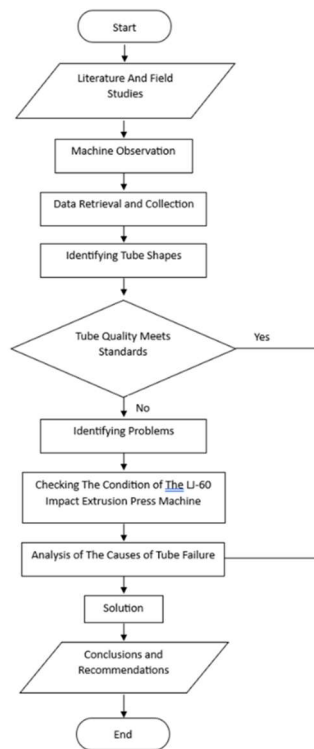 Start
Literature And Field
Studies
Machine Observation
Data Retrieval and Collection
Identifying Tube Shapes
Tube Quality Meets
Standards
Yes
No
Identifying Problems
Checking The Condition of The LJ-60
Impact Extrusion Press Machine
Analysis of The Causes of Tube Failure
Solution
Conclusions and
Recommendations
End